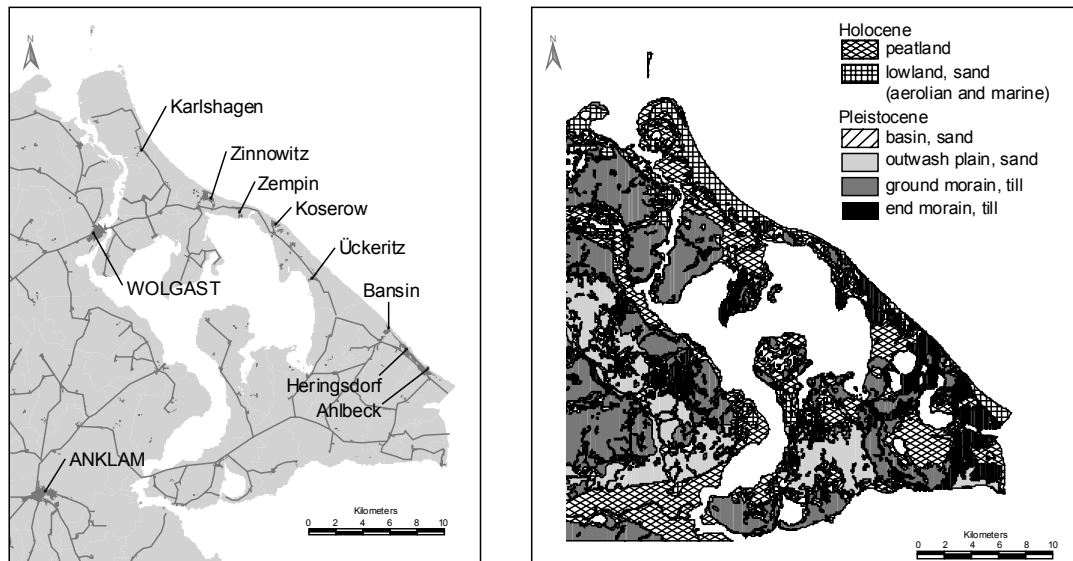 N
Karlshagen
Zinnowitz
Zempin
Koserow
Ückeritz
WOLGAST
Bansin
Heringsdorf
Ahlbeck
ANKLAM
Kilometers
0 2 4 6 8 10
N
Holocene
peatland
lowland, sand
(aerolian and marine)
Pleistocene
basin, sand
outwash plain, sand
ground morain, till
end morain, till
Kilometers
0 2 4 6 8 10